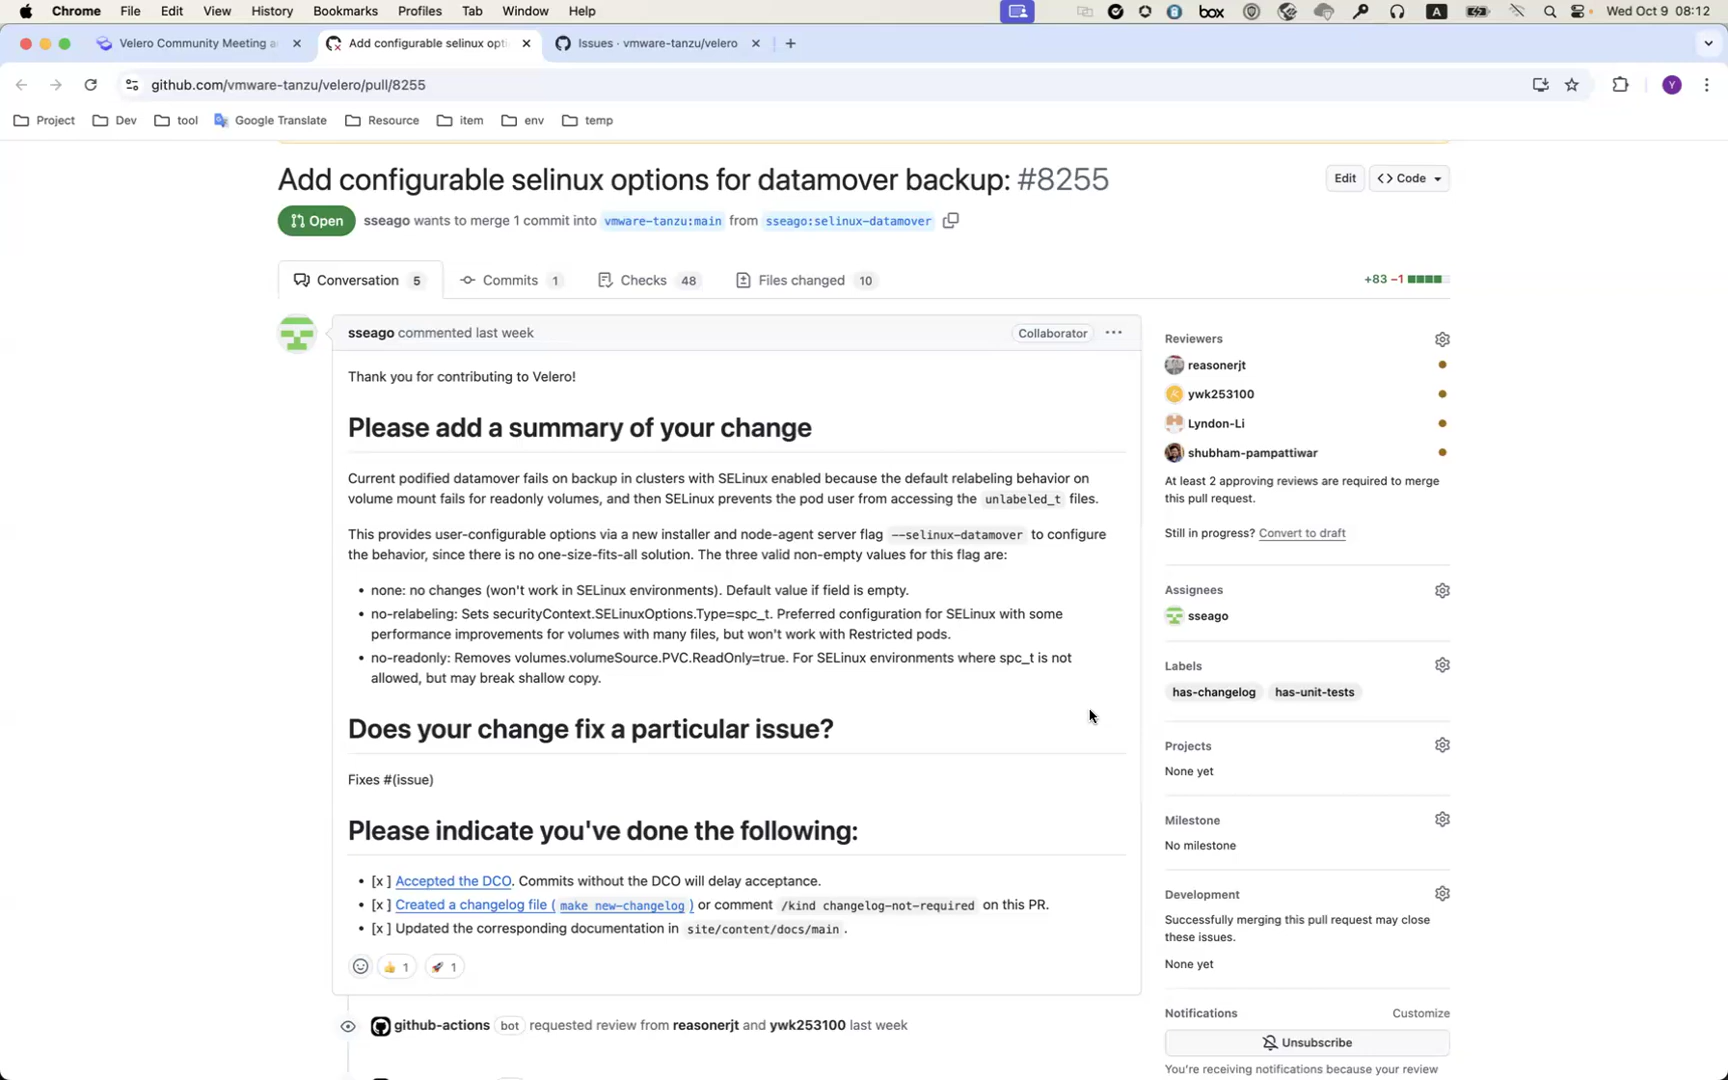 Chrome File Edit View History Bookmarks Profiles Tab Window Help box A Wed Oct 9 08:12
Velero Community Meeting a
Add configurable selinux opti
Issues · vmware-tanzu/velero
github.com/vmware-tanzu/velero/pull/8255
Y
Project Dev tool Google Translate Resource item env temp
Add configurable selinux options for datamover backup: #8255
Edit
<> Code
Open
sseago wants to merge 1 commit into vmware-tanzu:main from sseago:selinux-datamover
Conversation 5
Commits 1
Checks 48
Files changed 10
+83 −1
sseago commented last week
Collaborator
Thank you for contributing to Velero!
Please add a summary of your change
Current podified datamover fails on backup in clusters with SELinux enabled because the default relabeling behavior on
volume mount fails for readonly volumes, and then SELinux prevents the pod user from accessing the unlabeled_t files.
This provides user-configurable options via a new installer and node-agent server flag --selinux-datamover to configure
the behavior, since there is no one-size-fits-all solution. The three valid non-empty values for this flag are:
• none: no changes (won't work in SELinux environments). Default value if field is empty.
• no-relabeling: Sets securityContext.SELinuxOptions.Type=spc_t. Preferred configuration for SELinux with some
performance improvements for volumes with many files, but won't work with Restricted pods.
• no-readonly: Removes volumes.volumeSource.PVC.ReadOnly=true. For SELinux environments where spc_t is not
allowed, but may break shallow copy.
Does your change fix a particular issue?
Fixes #(issue)
Please indicate you've done the following:
• [x ] Accepted the DCO. Commits without the DCO will delay acceptance.
• [x ] Created a changelog file ( make new-changelog ) or comment /kind changelog-not-required on this PR.
• [x ] Updated the corresponding documentation in site/content/docs/main .
👍 1
🚀 1
github-actions bot requested review from reasonerjt and ywk253100 last week
Reviewers
reasonerjt
ywk253100
Lyndon-Li
shubham-pampattiwar
At least 2 approving reviews are required to merge
this pull request.
Still in progress? Convert to draft
Assignees
sseago
Labels
has-changelog has-unit-tests
Projects
None yet
Milestone
No milestone
Development
Successfully merging this pull request may close
these issues.
None yet
Notifications
Customize
Unsubscribe
You're receiving notifications because your review